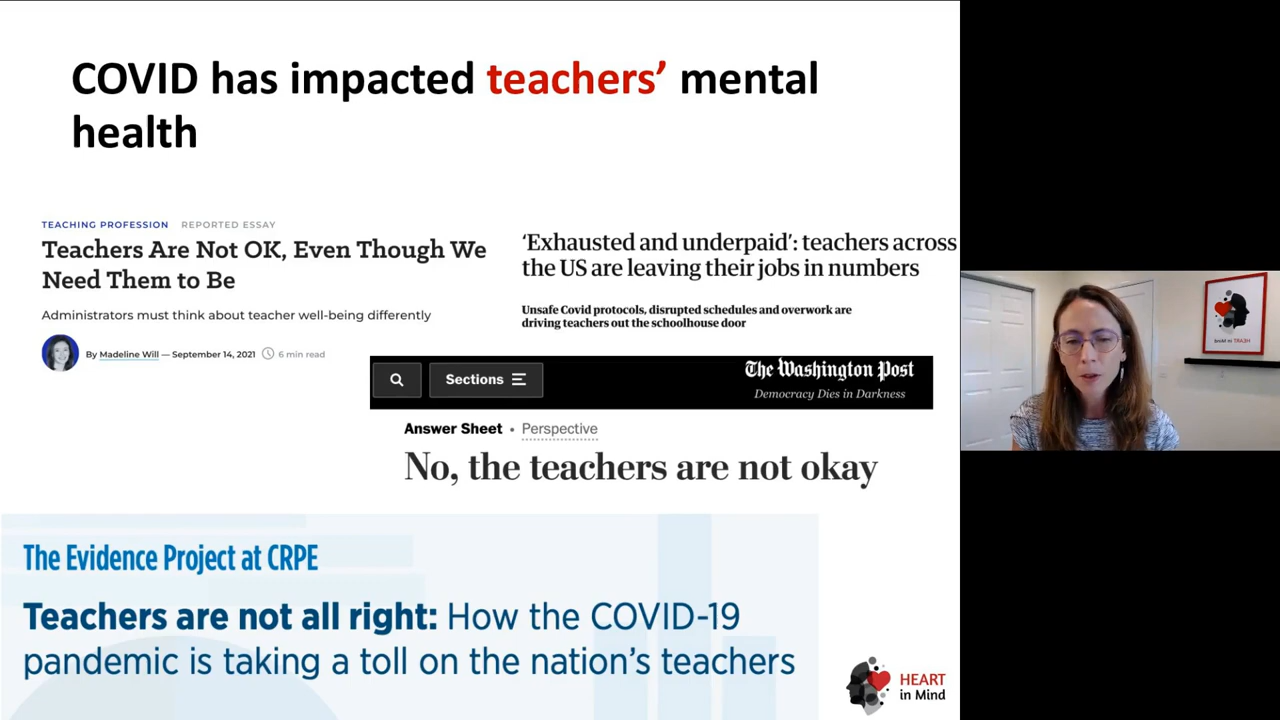 COVID has impacted teachers’ mental
health
TEACHING PROFESSION REPORTED ESSAY
Teachers Are Not OK, Even Though We
Need Them to Be
Administrators must think about teacher well-being differently
By Madeline Will — September 14, 2021 6 min read
‘Exhausted and underpaid’: teachers across
the US are leaving their jobs in numbers
Unsafe Covid protocols, disrupted schedules and overwork are
driving teachers out the schoolhouse door
Sections
The Washington Post
Democracy Dies in Darkness
Answer Sheet • Perspective
No, the teachers are not okay
The Evidence Project at CRPE
Teachers are not all right: How the COVID-19
pandemic is taking a toll on the nation’s teachers
HEART
in Mind